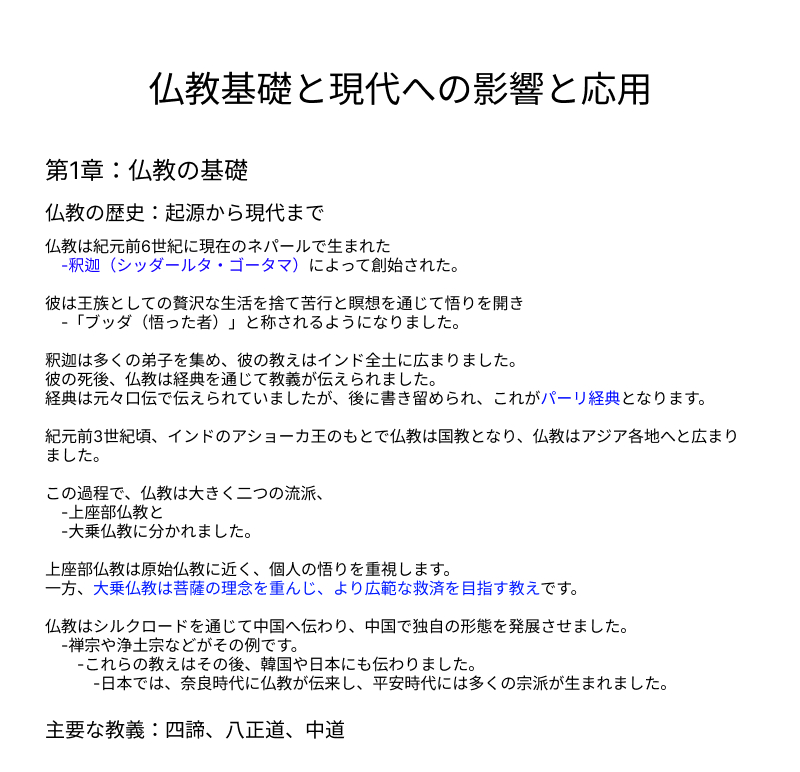 仏教基礎と現代への影響と応用
第1章：仏教の基礎
仏教の歴史：起源から現代まで
仏教は紀元前6世紀に現在のネパールで生まれた
-釈迦（シッダールタ・ゴータマ）によって創始された。
彼は王族としての贅沢な生活を捨て苦行と瞑想を通じて悟りを開き
-「ブッダ（悟った者）」と称されるようになりました。
釈迦は多くの弟子を集め、彼の教えはインド全土に広まりました。
彼の死後、仏教は経典を通じて教義が伝えられました。
経典は元々口伝で伝えられていましたが、後に書き留められ、これがパーリ経典となります。
紀元前3世紀頃、インドのアショーカ王のもとで仏教は国教となり、仏教はアジア各地へと広まり
ました。
この過程で、仏教は大きく二つの流派、
-上座部仏教と
-大乗仏教に分かれました。
上座部仏教は原始仏教に近く、個人の悟りを重視します。
一方、大乗仏教は菩薩の理念を重んじ、より広範な救済を目指す教えです。
仏教はシルクロードを通じて中国へ伝わり、中国で独自の形態を発展させました。
-禅宗や浄土宗などがその例です。
-これらの教えはその後、韓国や日本にも伝わりました。
-日本では、奈良時代に仏教が伝来し、平安時代には多くの宗派が生まれました。
主要な教義：四諦、八正道、中道